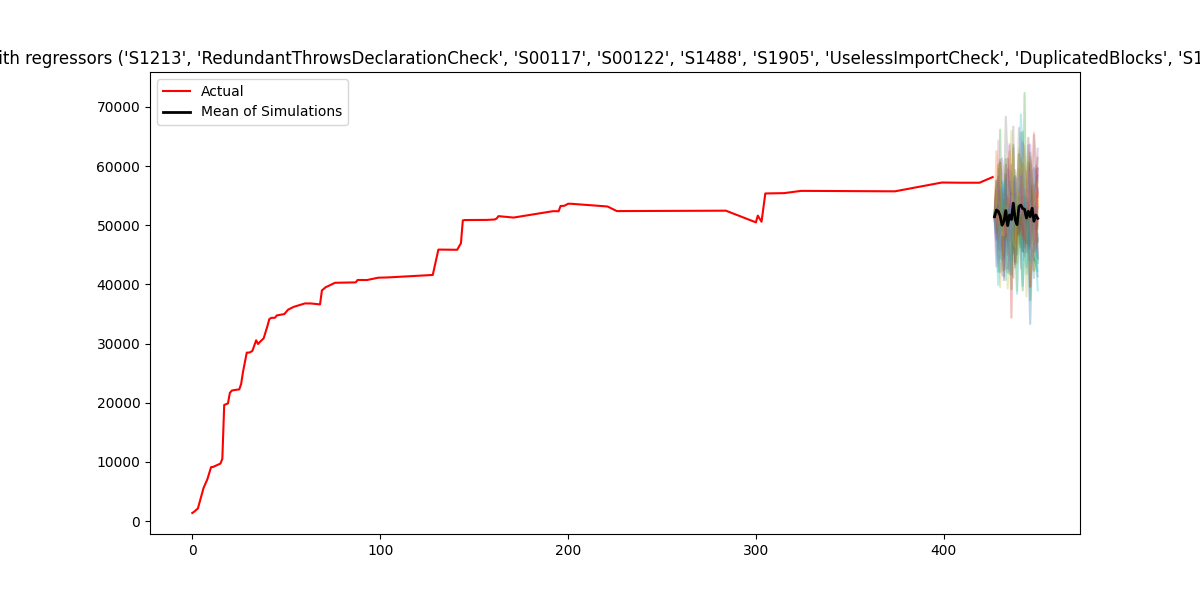 ith regressors ('S1213', 'RedundantThrowsDeclarationCheck', 'S00117', 'S00122', 'S1488', 'S1905', 'UselessImportCheck', 'DuplicatedBlocks', 'S1
Actual
Mean of Simulations
70000
60000
50000
40000
30000
20000
10000
0
0 100 200 300 400